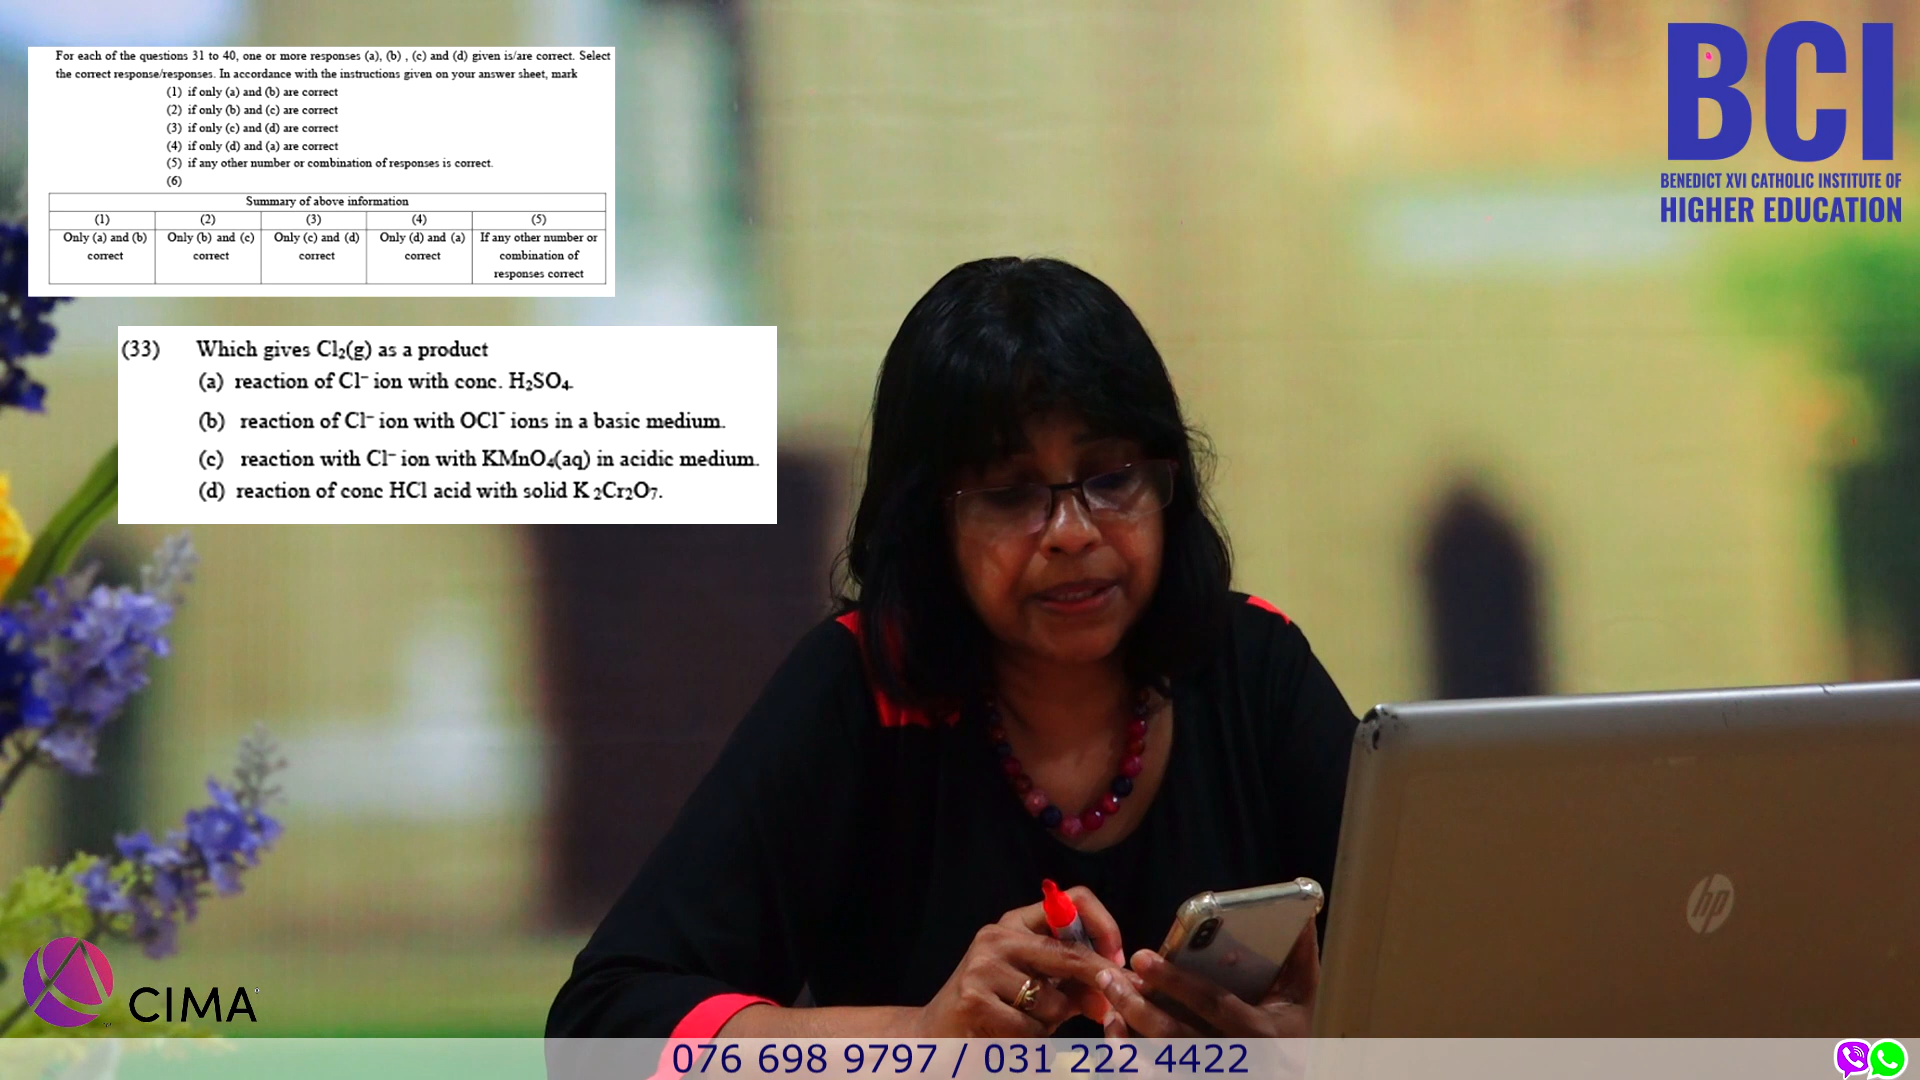 For each of the questions 31 to 40, one or more responses (a), (b) , (c) and (d) given is/are correct. Select
the correct response/responses. In accordance with the instructions given on your answer sheet, mark
(1) if only (a) and (b) are correct
(2) if only (b) and (c) are correct
(3) if only (c) and (d) are correct
(4) if only (d) and (a) are correct
(5) if any other number or combination of responses is correct.
(6)
Summary of above information
(1) (2) (3) (4) (5)
Only (a) and (b) correct
Only (b) and (c) correct
Only (c) and (d) correct
Only (d) and (a) correct
If any other number or combination of responses correct
(33) Which gives Cl₂(g) as a product
(a) reaction of Cl⁻ ion with conc. H₂SO₄.
(b) reaction of Cl⁻ ion with OCl⁻ ions in a basic medium.
(c) reaction with Cl⁻ ion with KMnO₄(aq) in acidic medium.
(d) reaction of conc HCl acid with solid K₂Cr₂O₇.
BCI
BENEDICT XVI CATHOLIC INSTITUTE OF
HIGHER EDUCATION
hp
CIMA
076 698 9797 / 031 222 4422